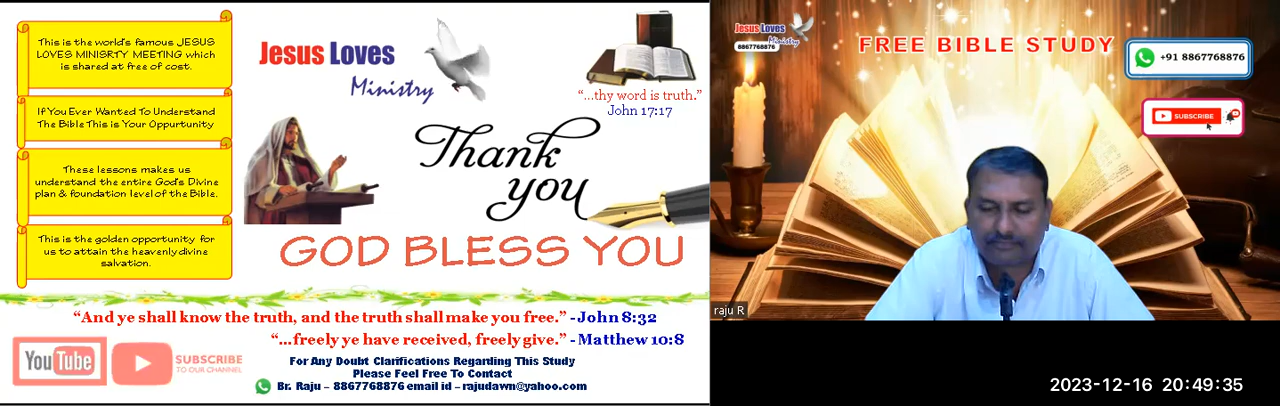 This is the world's famous JESUS
LOVES MINISRTY MEETING which
is shared at free of cost.
If You Ever Wanted To Understand
The Bible This is Your Oppurtunity
These lessons makes us
understand the entire God's Divine
plan & foundation level of the Bible.
This is the golden opportunity for
us to attain the heavenly divine
salvation.
Jesus Loves
Ministry
"...thy word is truth."
John 17:17
Thank
you
GOD BLESS YOU
"And ye shall know the truth, and the truth shall make you free." - John 8:32
"...freely ye have received, freely give." - Matthew 10:8
YouTube
SUBSCRIBE
TO OUR CHANNEL
For Any Doubt Clarifications Regarding This Study
Please Feel Free To Contact
Br. Raju – 8867768876 email id – rajudawn@yahoo.com
Jesus Loves
Ministry
8867768876
FREE BIBLE STUDY
+91 8867768876
SUBSCRIBE
raju R
2023-12-16 20:49:35